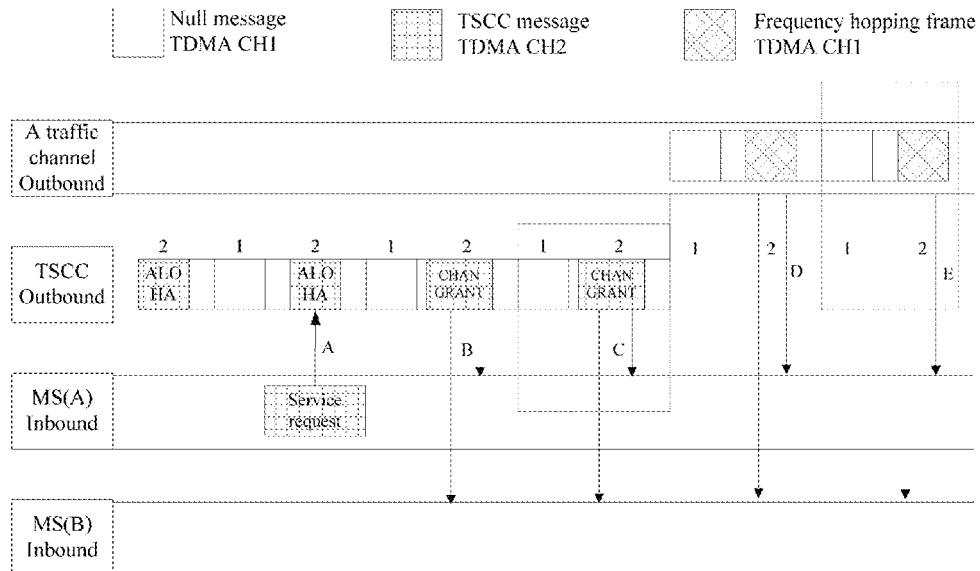 Null message
TDMA CH1
TSCC message
TDMA CH2
Frequency hopping frame
TDMA CH1
A traffic
channel
Outbound
TSCC
Outbound
2 1 2 1 2 1 2 1 2 1 2
ALO
HA
ALO
HA
CHAN
GRANT
CHAN
GRANT
D
E
A
B
C
MS(A)
Inbound
Service
request
MS(B)
Inbound